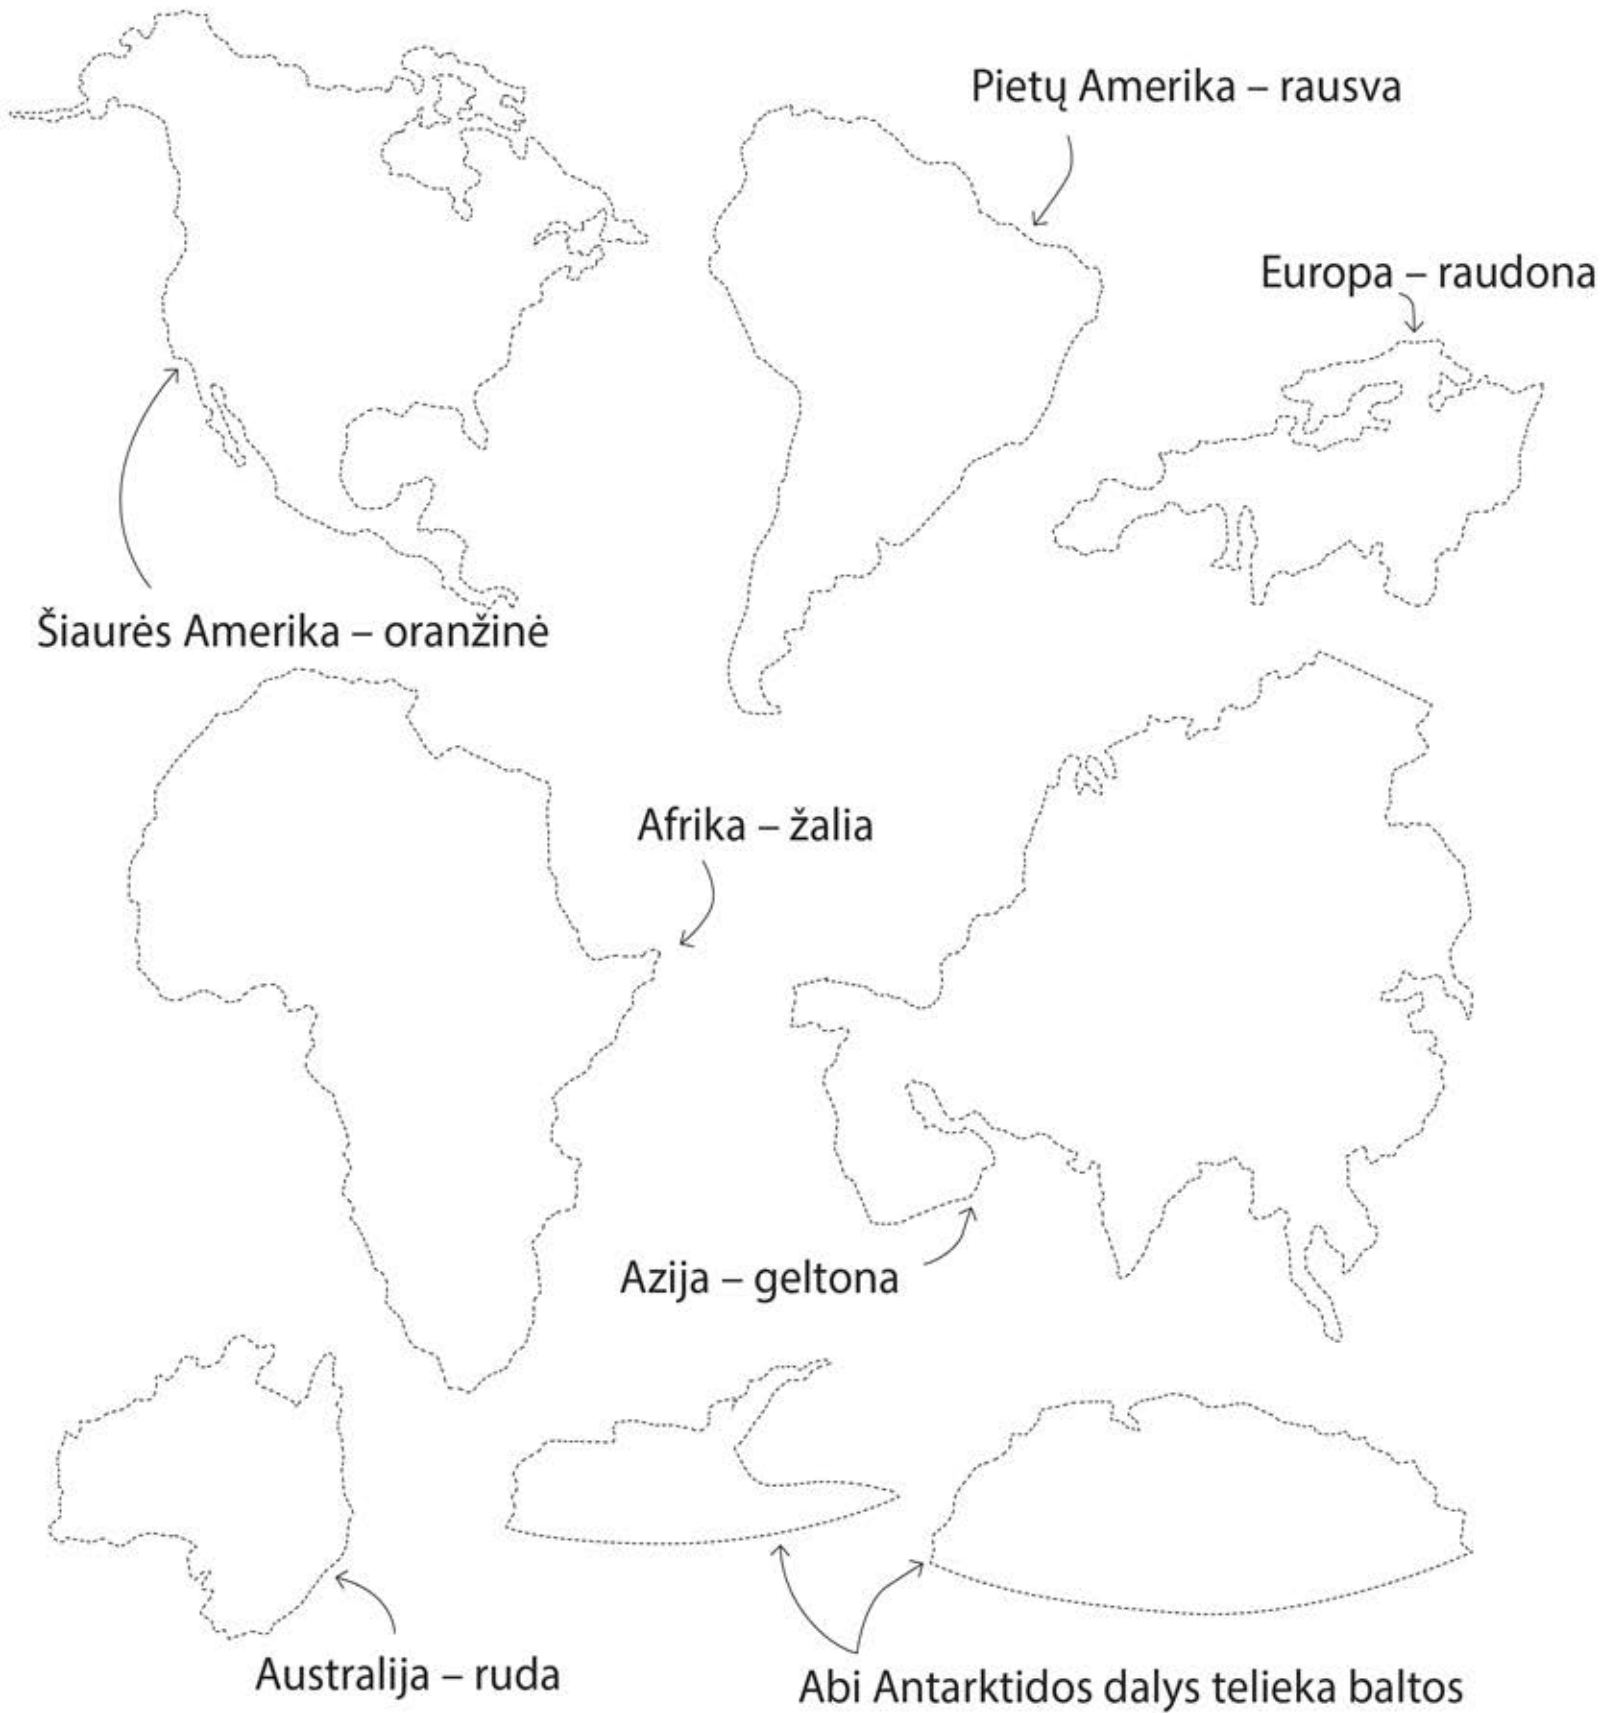 Pietų Amerika – rausva
Europa – raudona
Šiaurės Amerika – oranžinė
Afrika – žalia
Azija – geltona
Australija – ruda
Abi Antarktidos dalys telieka baltos